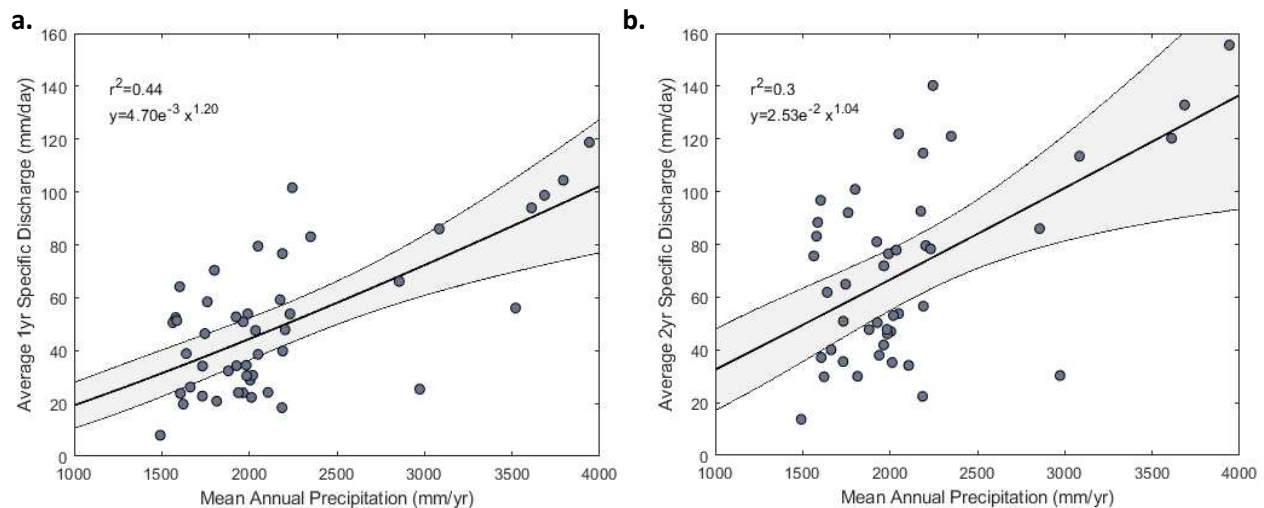 a.
160
140
120
100
80
60
40
20
0
Average 1yr Specific Discharge (mm/day)
r²=0.44
y=4.70e⁻³ x¹·²⁰
1000 1500 2000 2500 3000 3500 4000
Mean Annual Precipitation (mm/yr)
b.
160
140
120
100
80
60
40
20
0
Average 2yr Specific Discharge (mm/day)
r²=0.3
y=2.53e⁻² x¹·⁰⁴
1000 1500 2000 2500 3000 3500 4000
Mean Annual Precipitation (mm/yr)